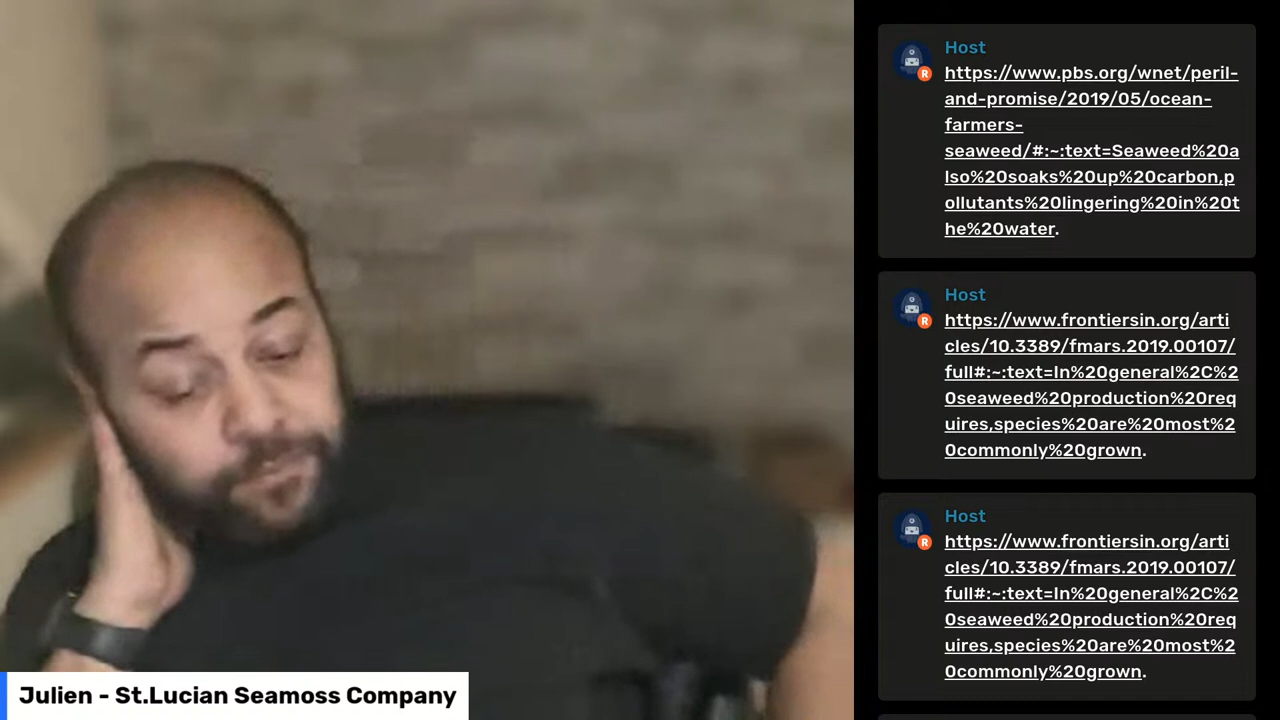 Host
https://www.pbs.org/wnet/peril-
and-promise/2019/05/ocean-
farmers-
seaweed/#:~:text=Seaweed%20a
lso%20soaks%20up%20carbon,p
ollutants%20lingering%20in%20t
he%20water.
Host
https://www.frontiersin.org/arti
cles/10.3389/fmars.2019.00107/
full#:~:text=In%20general%2C%2
0seaweed%20production%20req
uires,species%20are%20most%2
0commonly%20grown.
Host
https://www.frontiersin.org/arti
cles/10.3389/fmars.2019.00107/
full#:~:text=In%20general%2C%2
0seaweed%20production%20req
uires,species%20are%20most%2
0commonly%20grown.
Julien - St.Lucian Seamoss Company